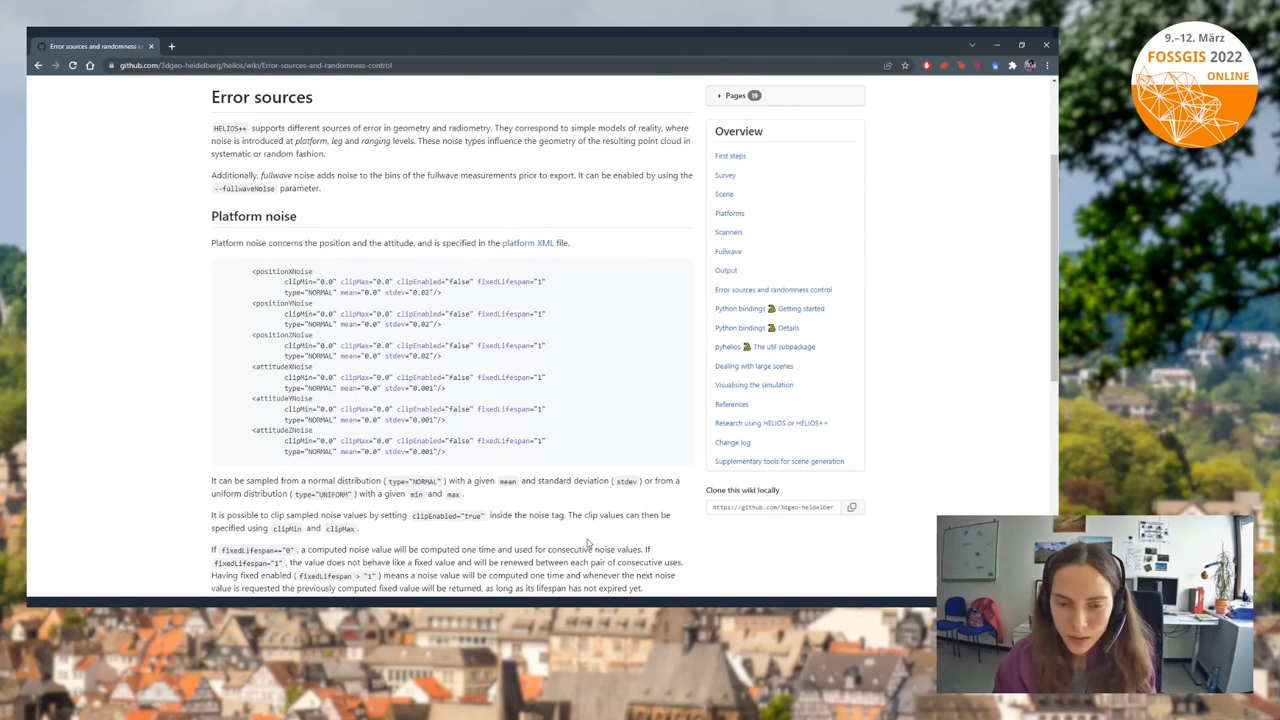 Error sources and randomness c
github.com/3dgeo-heidelberg/helios/wiki/Error-sources-and-randomness-control
9.–12. März
FOSSGIS 2022
ONLINE
Error sources
HELIOS++ supports different sources of error in geometry and radiometry. They correspond to simple models of reality, where
noise is introduced at platform, leg and ranging levels. These noise types influence the geometry of the resulting point cloud in
systematic or random fashion.
Additionally, fullwave noise adds noise to the bins of the fullwave measurements prior to export. It can be enabled by using the
--fullwaveNoise parameter.
Platform noise
Platform noise concerns the position and the attitude, and is specified in the platform XML file.
<positionXNoise
clipMin="0.0" clipMax="0.0" clipEnabled="false" fixedLifespan="1"
type="NORMAL" mean="0.0" stdev="0.02"/>
<positionYNoise
clipMin="0.0" clipMax="0.0" clipEnabled="false" fixedLifespan="1"
type="NORMAL" mean="0.0" stdev="0.02"/>
<positionZNoise
clipMin="0.0" clipMax="0.0" clipEnabled="false" fixedLifespan="1"
type="NORMAL" mean="0.0" stdev="0.02"/>
<attitudeXNoise
clipMin="0.0" clipMax="0.0" clipEnabled="false" fixedLifespan="1"
type="NORMAL" mean="0.0" stdev="0.001"/>
<attitudeYNoise
clipMin="0.0" clipMax="0.0" clipEnabled="false" fixedLifespan="1"
type="NORMAL" mean="0.0" stdev="0.001"/>
<attitudeZNoise
clipMin="0.0" clipMax="0.0" clipEnabled="false" fixedLifespan="1"
type="NORMAL" mean="0.0" stdev="0.001"/>
It can be sampled from a normal distribution ( type="NORMAL" ) with a given mean and standard deviation ( stdev ) or from a
uniform distribution ( type="UNIFORM" ) with a given min and max .
It is possible to clip sampled noise values by setting clipEnabled="true" inside the noise tag. The clip values can then be
specified using clipMin and clipMax .
If fixedLifespan=="0" , a computed noise value will be computed one time and used for consecutive noise values. If
fixedLifespan="1" , the value does not behave like a fixed value and will be renewed between each pair of consecutive uses.
Having fixed enabled ( fixedLifespan > "1" ) means a noise value will be computed one time and whenever the next noise
value is requested the previously computed fixed value will be returned, as long as its lifespan has not expired yet.
Pages 19
Overview
First steps
Survey
Scene
Platforms
Scanners
Fullwave
Output
Error sources and randomness control
Python bindings Getting started
Python bindings Details
pyhelios The util subpackage
Dealing with large scenes
Visualising the simulation
References
Research using HELIOS or HELIOS++
Change log
Supplementary tools for scene generation
Clone this wiki locally
https://github.com/3dgeo-heidelber